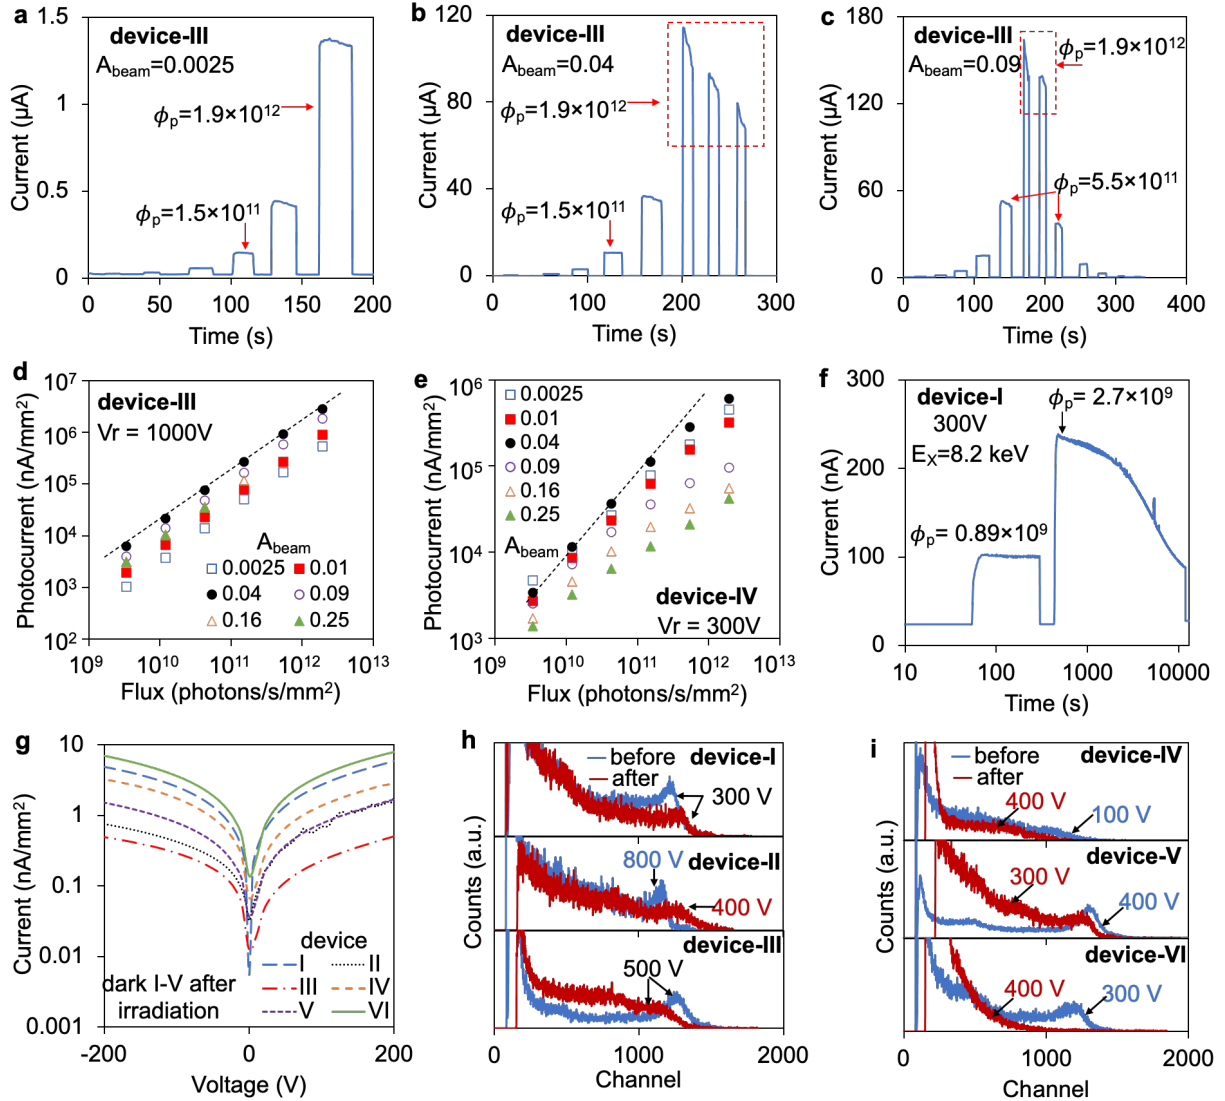 a
1.5
1
0.5
0
Current (µA)
device-III
A_beam=0.0025
ϕ_p=1.9×10^12
ϕ_p=1.5×10^11
0 50 100 150 200
Time (s)
b
120
80
40
0
Current (µA)
device-III
A_beam=0.04
ϕ_p=1.9×10^12
ϕ_p=1.5×10^11
0 100 200 300
Time (s)
c
180
120
60
0
Current (µA)
device-III
A_beam=0.09
ϕ_p=1.9×10^12
ϕ_p=5.5×10^11
0 100 200 300 400
Time (s)
d
10^7
10^6
10^5
10^4
10^3
10^2
Photocurrent (nA/mm^2)
device-III
Vr = 1000V
A_beam
0.0025 0.01
0.04 0.09
0.16 0.25
10^9 10^10 10^11 10^12 10^13
Flux (photons/s/mm^2)
e
10^6
10^5
10^4
10^3
Photocurrent (nA/mm^2)
0.0025
0.01
0.04
0.09
0.16
0.25
A_beam
device-IV
Vr = 300V
10^9 10^10 10^11 10^12 10^13
Flux (photons/s/mm^2)
f
300
200
100
0
Current (nA)
device-I
300V
E_X=8.2 keV
ϕ_p= 2.7×10^9
ϕ_p= 0.89×10^9
10 100 1000 10000
Time (s)
g
10
1
0.1
0.01
0.001
Current (nA/mm^2)
device
I II
III IV
V VI
dark I-V after
irradiation
-200 0 200
Voltage (V)
h
before
after
device-I
300 V
800 V
device-II
400 V
device-III
500 V
Counts (a.u.)
0 1000 2000
Channel
i
before
after
device-IV
400 V
100 V
device-V
300 V
400 V
device-VI
400 V
300 V
Counts (a.u.)
0 1000 2000
Channel